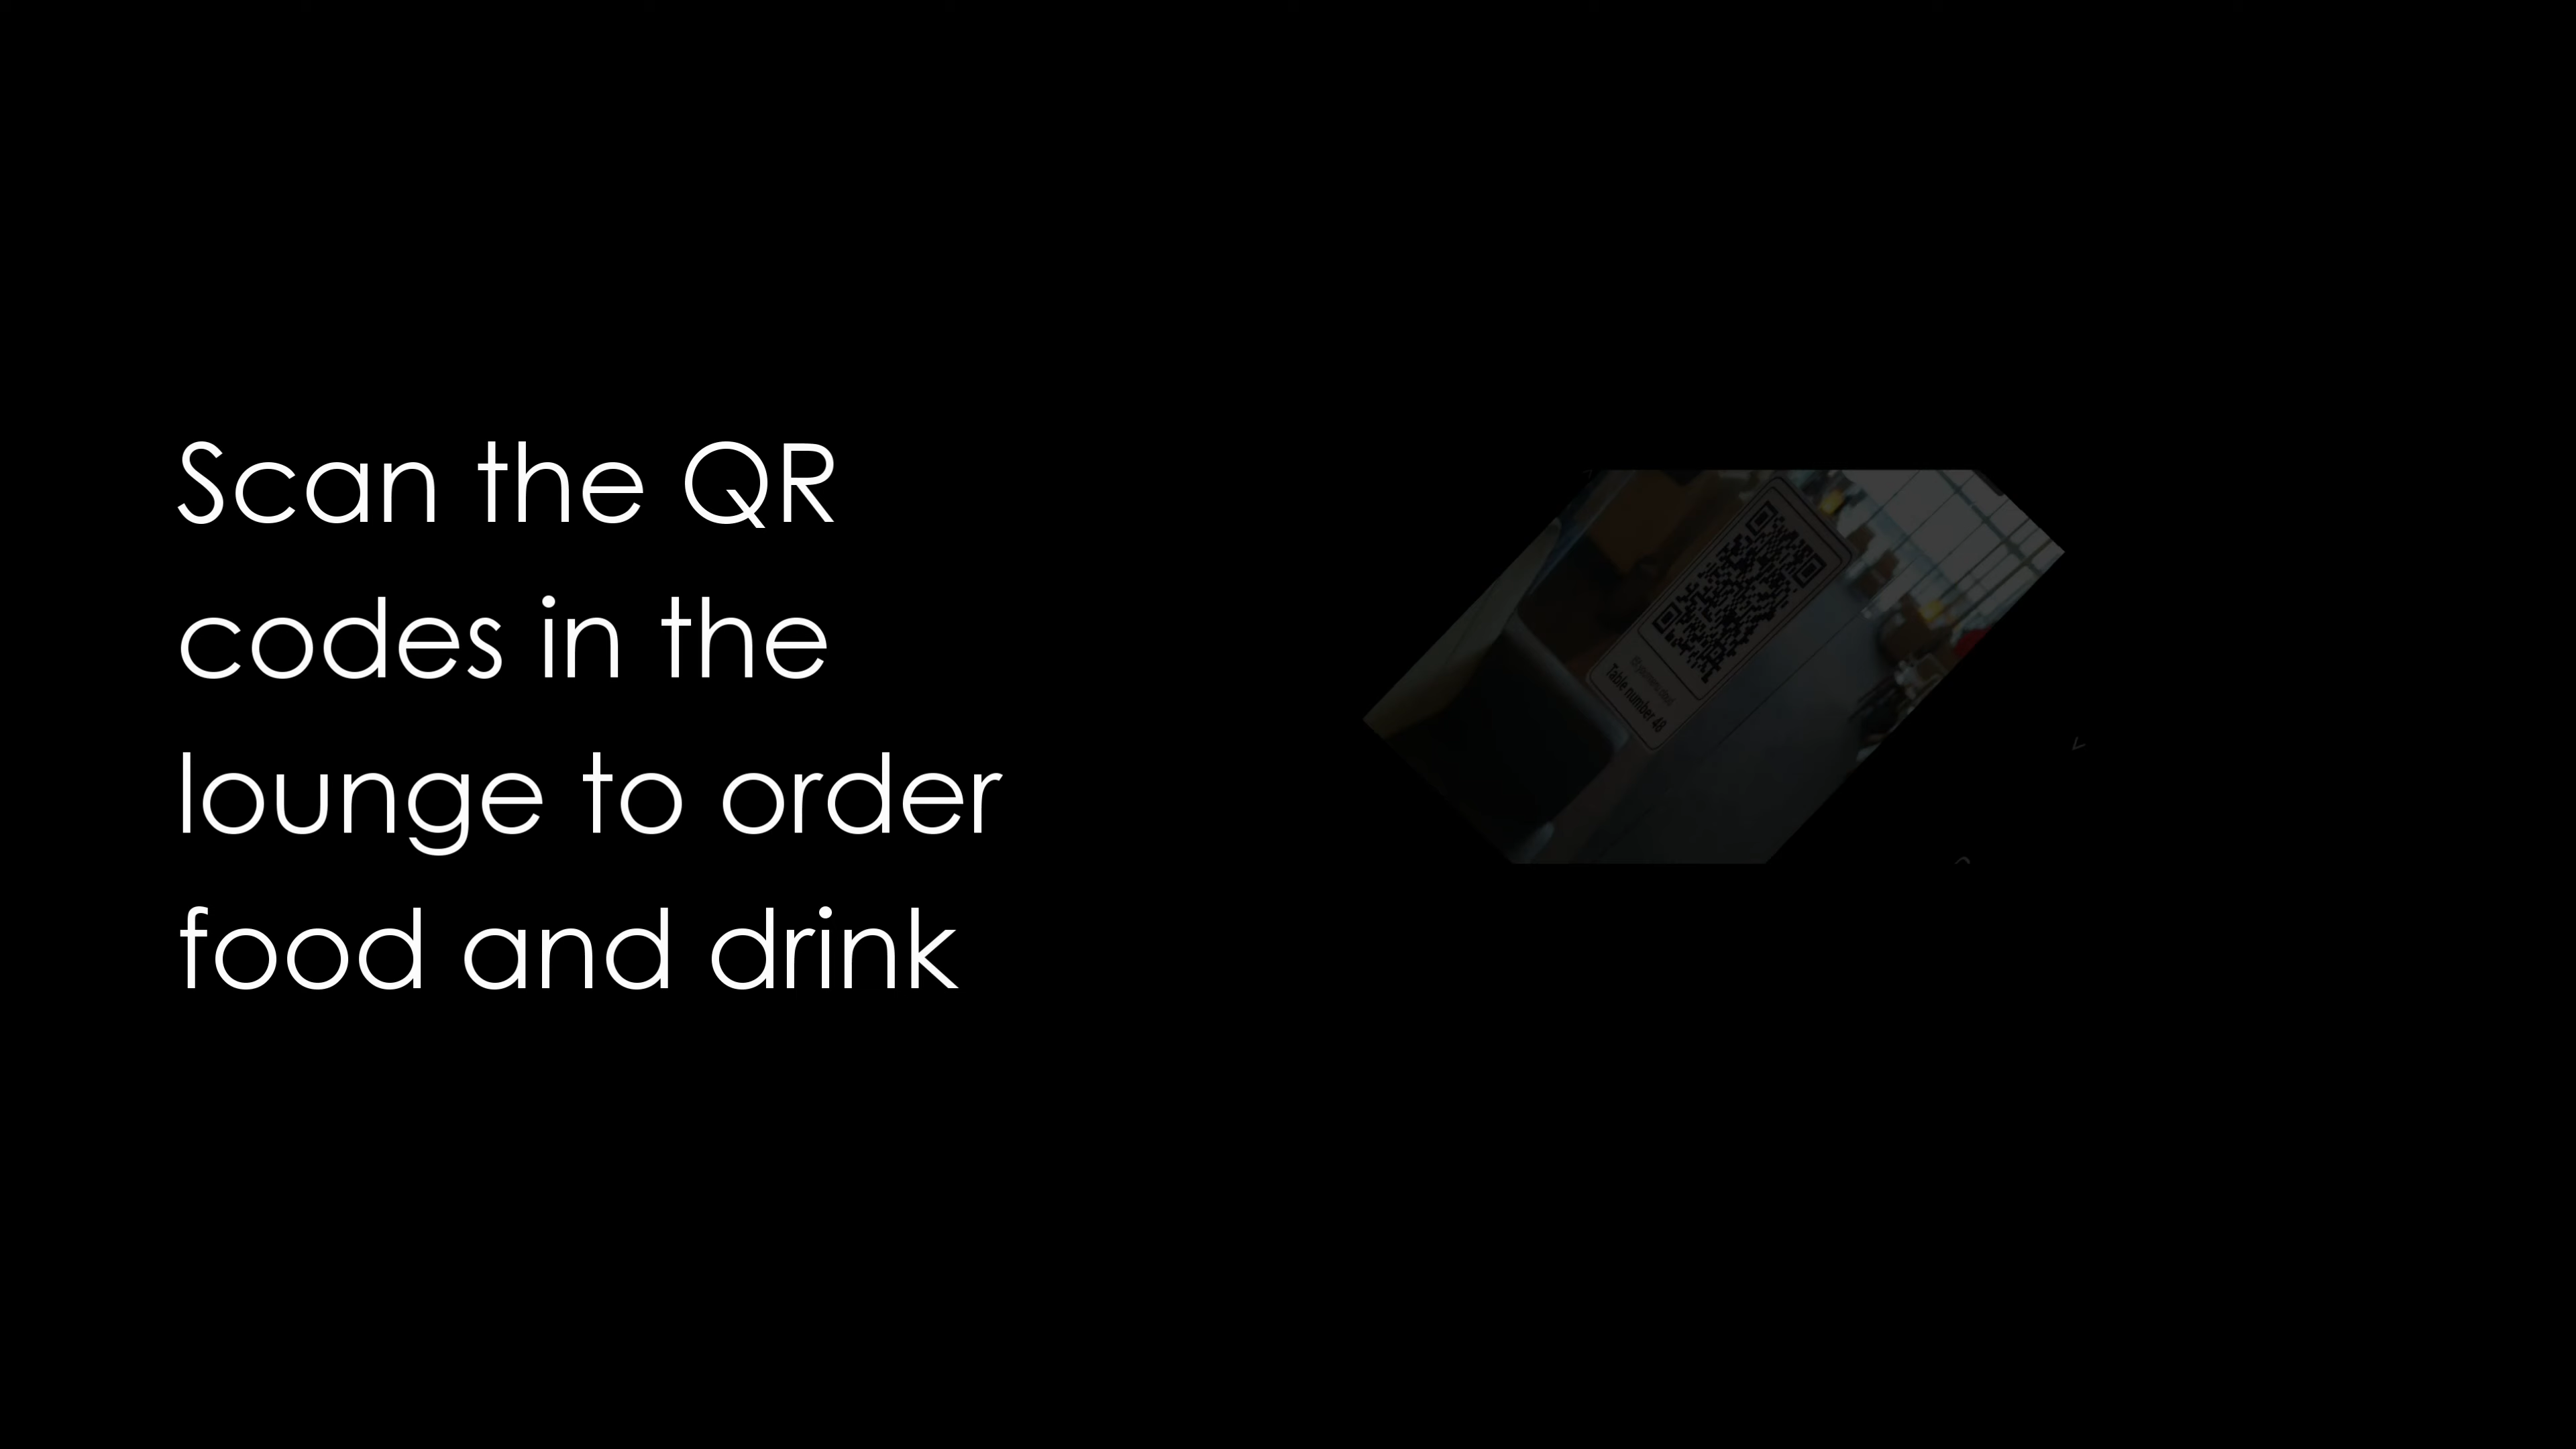 Scan the QR
codes in the
lounge to order
food and drink
Table number 48